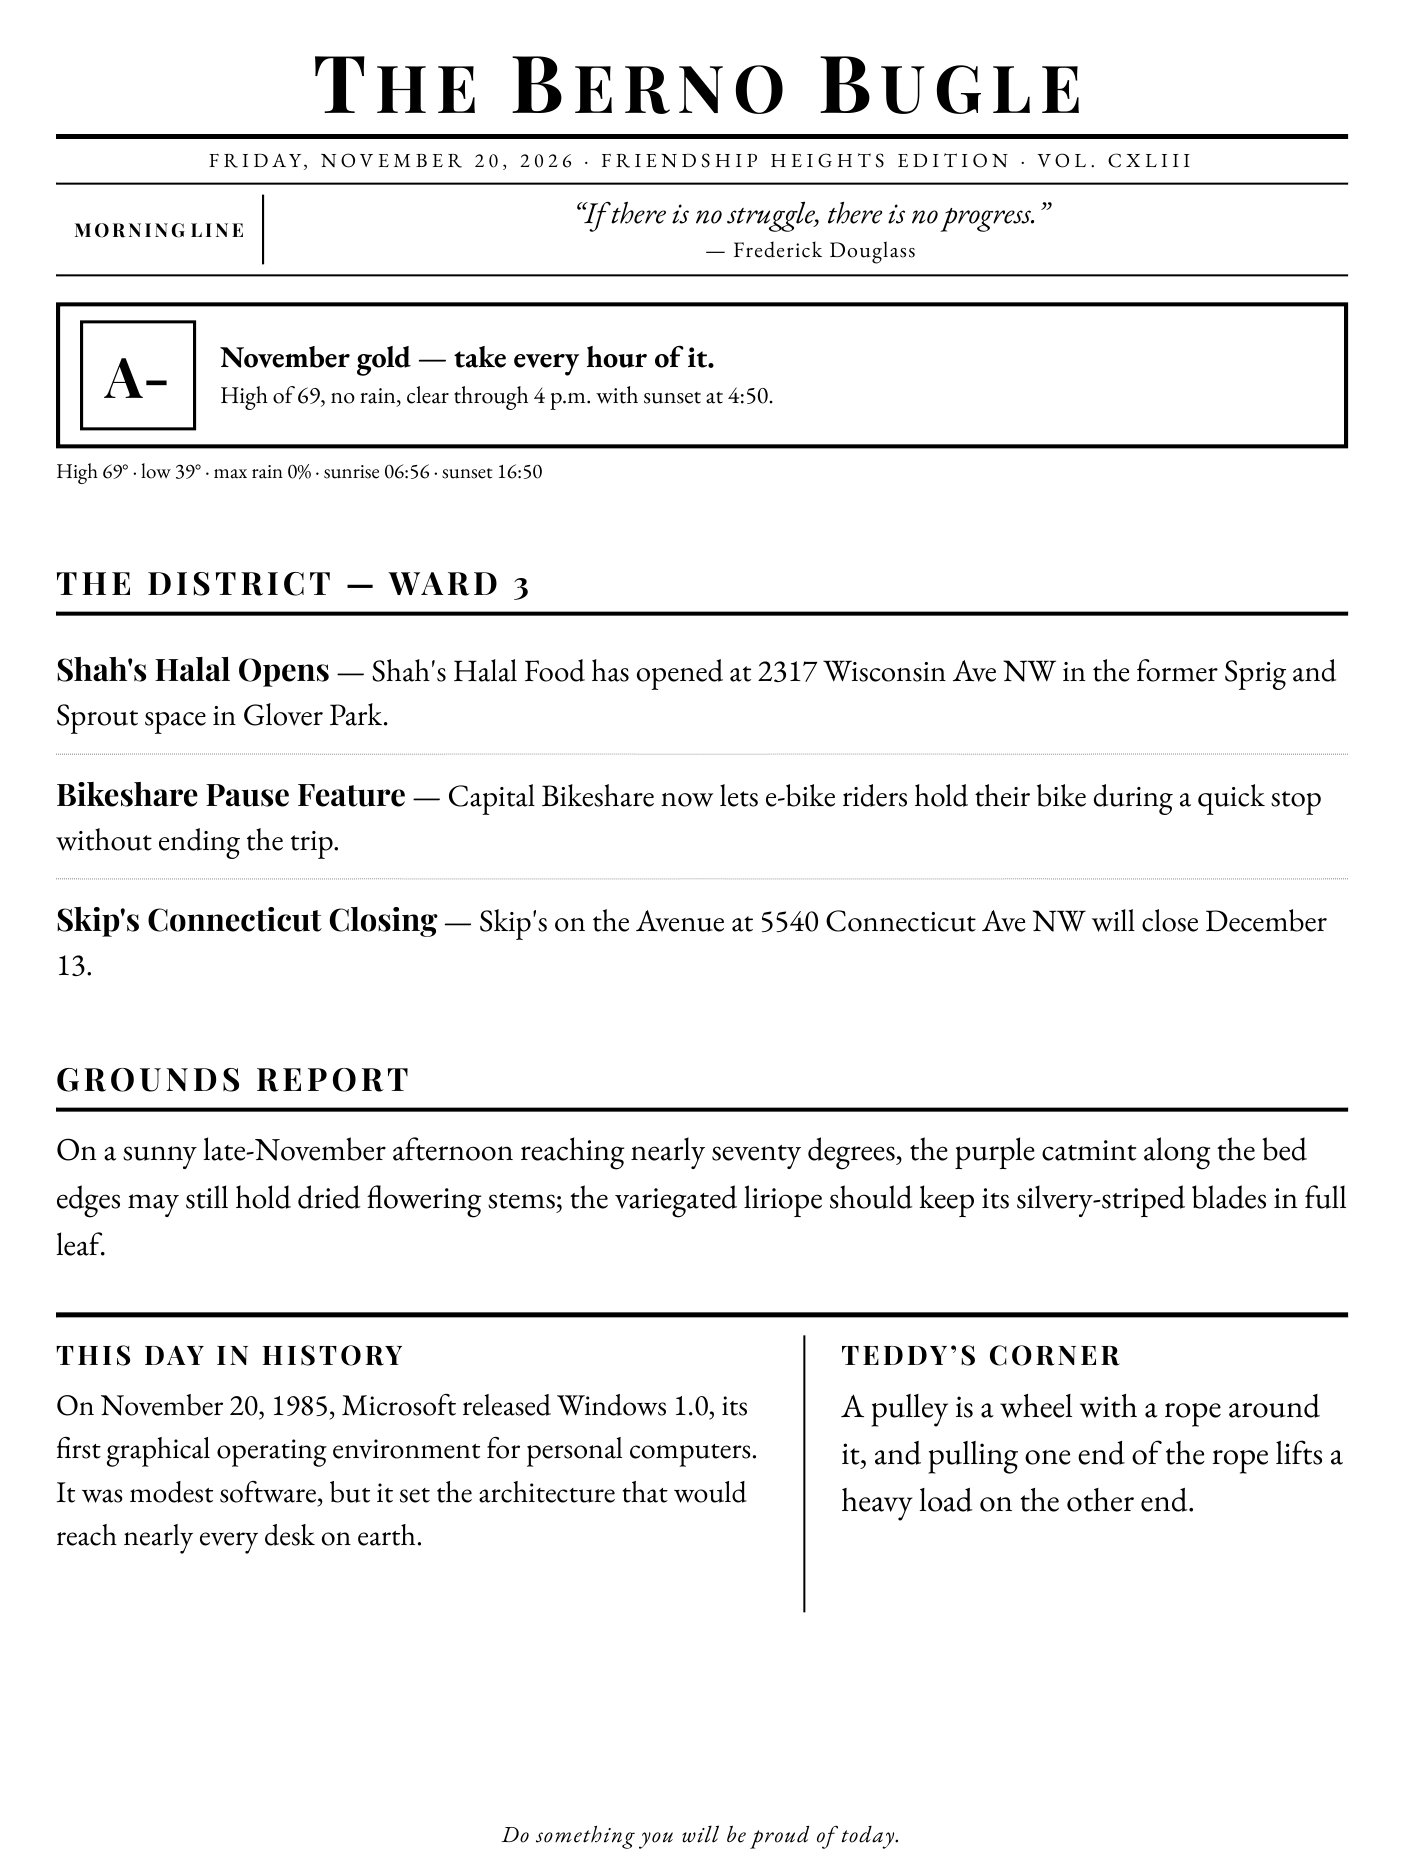 THE BERNO BUGLE
FRIDAY, NOVEMBER 20, 2026 · FRIENDSHIP HEIGHTS EDITION · VOL. CXLIII
MORNING LINE
“If there is no struggle, there is no progress.”
— Frederick Douglass
A-
November gold — take every hour of it.
High of 69, no rain, clear through 4 p.m. with sunset at 4:50.
High 69° · low 39° · max rain 0% · sunrise 06:56 · sunset 16:50
THE DISTRICT — WARD 3
Shah's Halal Opens — Shah's Halal Food has opened at 2317 Wisconsin Ave NW in the former Sprig and
Sprout space in Glover Park.
Bikeshare Pause Feature — Capital Bikeshare now lets e-bike riders hold their bike during a quick stop
without ending the trip.
Skip's Connecticut Closing — Skip's on the Avenue at 5540 Connecticut Ave NW will close December
13.
GROUNDS REPORT
On a sunny late-November afternoon reaching nearly seventy degrees, the purple catmint along the bed
edges may still hold dried flowering stems; the variegated liriope should keep its silvery-striped blades in full
leaf.
THIS DAY IN HISTORY
On November 20, 1985, Microsoft released Windows 1.0, its
first graphical operating environment for personal computers.
It was modest software, but it set the architecture that would
reach nearly every desk on earth.
TEDDY’S CORNER
A pulley is a wheel with a rope around
it, and pulling one end of the rope lifts a
heavy load on the other end.
Do something you will be proud of today.